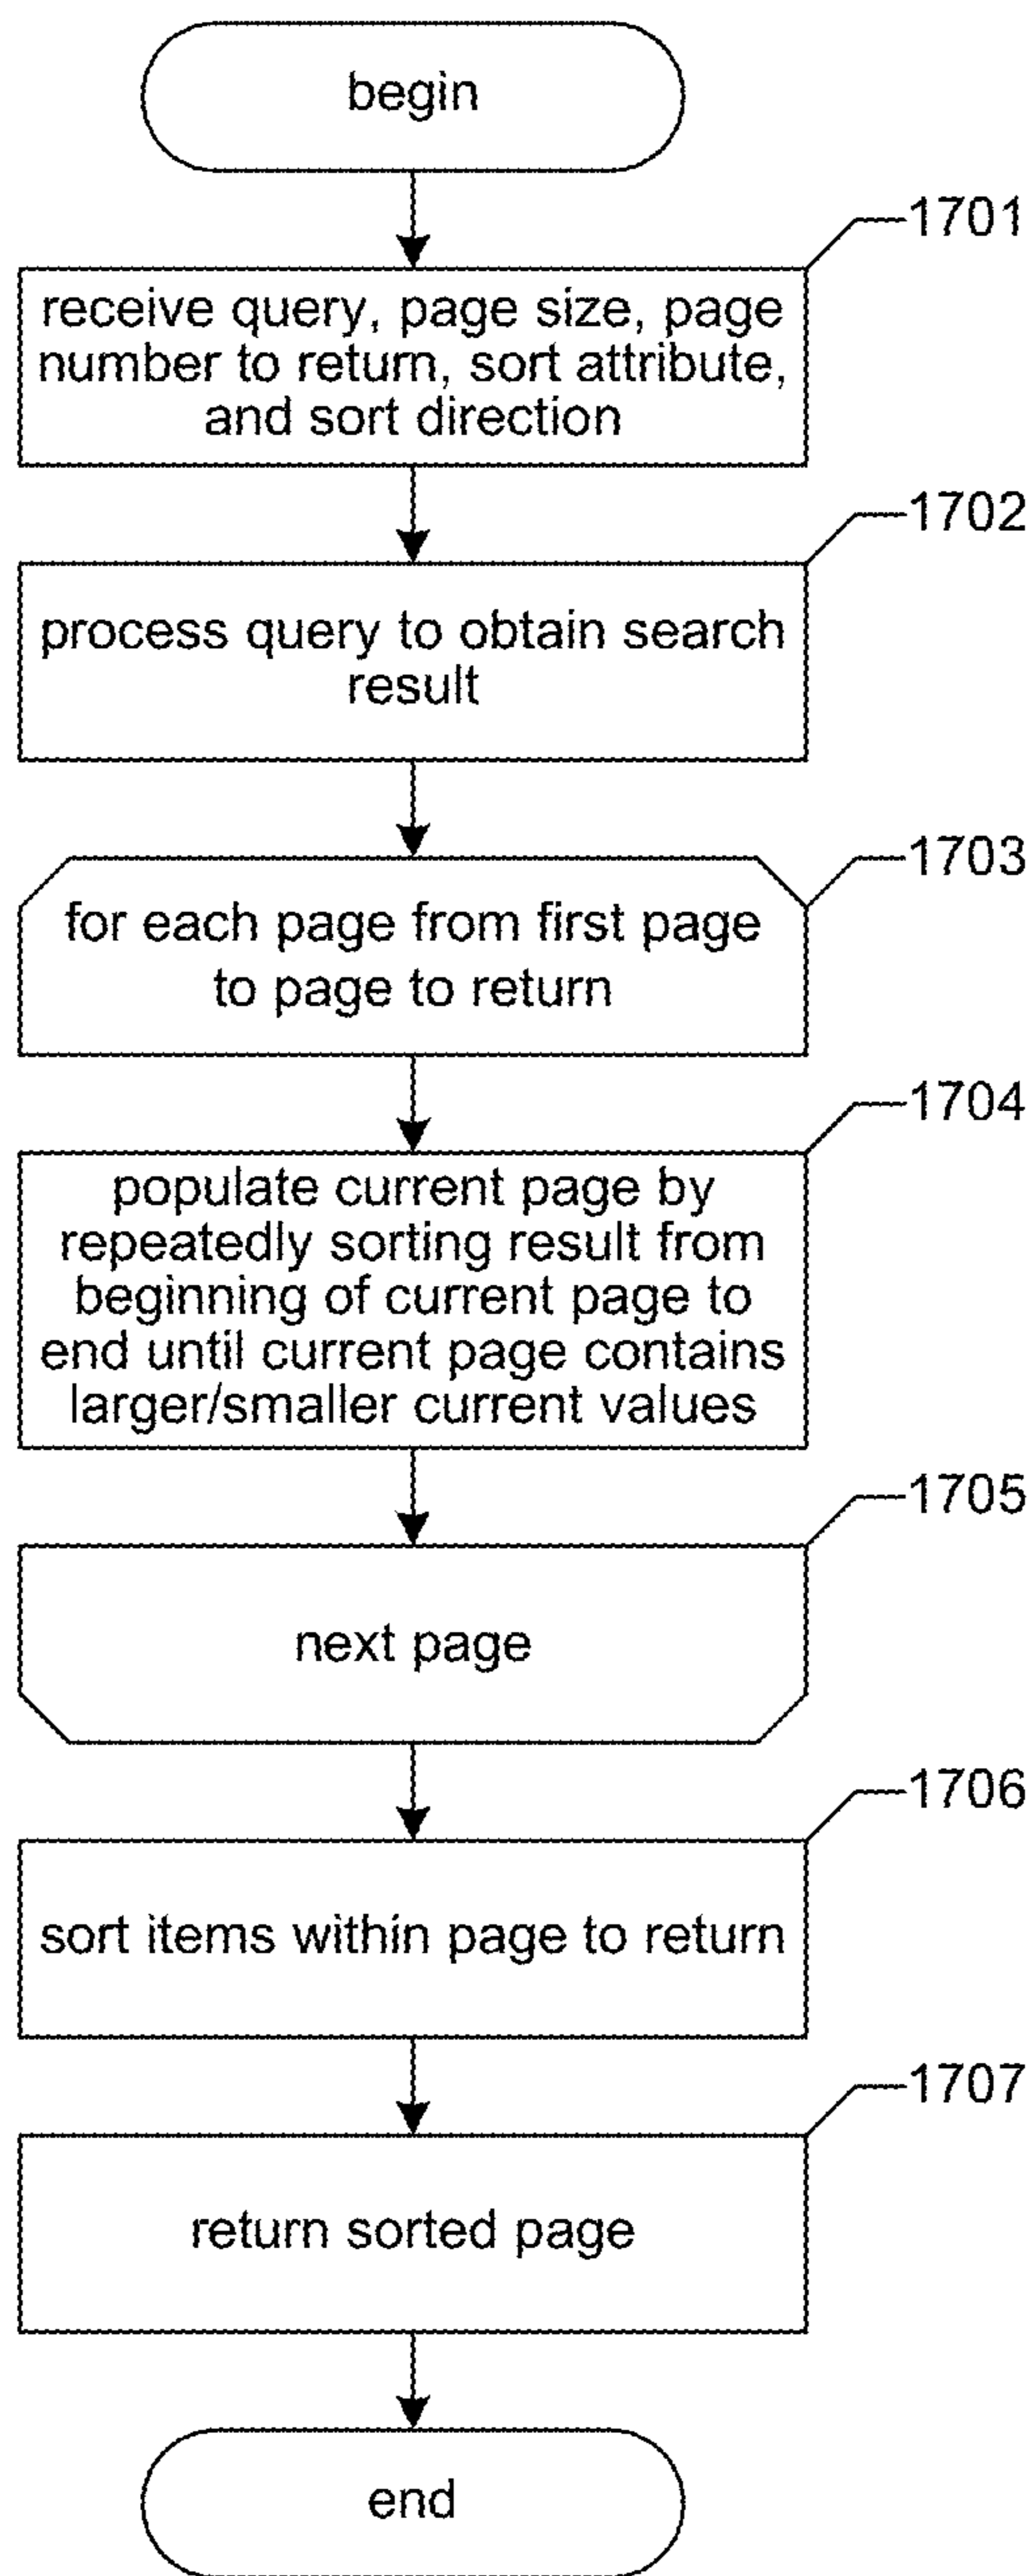 begin
1701
receive query, page size, page
number to return, sort attribute,
and sort direction
1702
process query to obtain search
result
1703
for each page from first page
to page to return
1704
populate current page by
repeatedly sorting result from
beginning of current page to
end until current page contains
larger/smaller current values
1705
next page
1706
sort items within page to return
1707
return sorted page
end